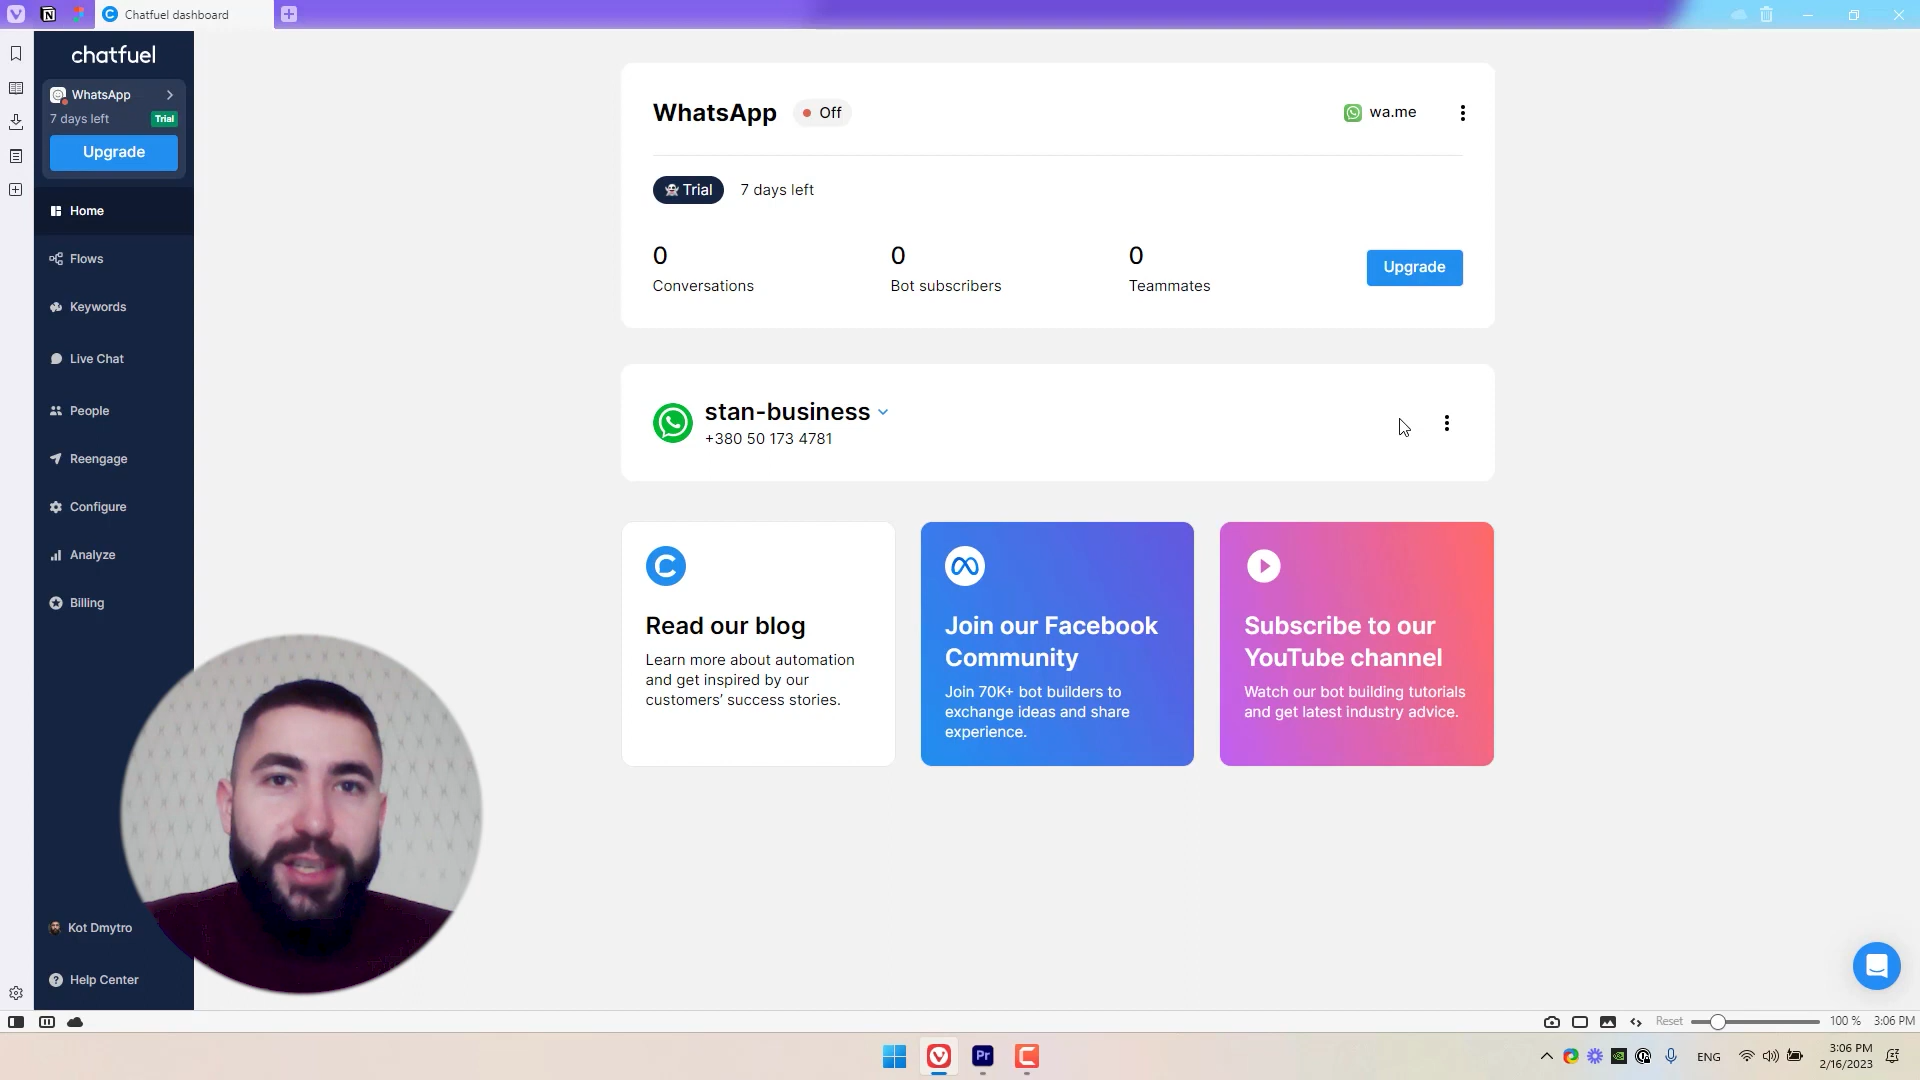 Chatfuel dashboard
chatfuel
WhatsApp
7 days left
Trial
Upgrade
Home
Flows
Keywords
Live Chat
People
Reengage
Configure
Analyze
Billing
Kot Dmytro
Help Center
WhatsApp
Off
wa.me
Trial
7 days left
0
Conversations
0
Bot subscribers
0
Teammates
Upgrade
stan-business
+380 50 173 4781
Read our blog
Learn more about automation
and get inspired by our
customers’ success stories.
Join our Facebook
Community
Join 70K+ bot builders to
exchange ideas and share
experience.
Subscribe to our
YouTube channel
Watch our bot building tutorials
and get latest industry advice.
Reset
100 %
3:06 PM
Pr
ENG
3:06 PM
2/16/2023